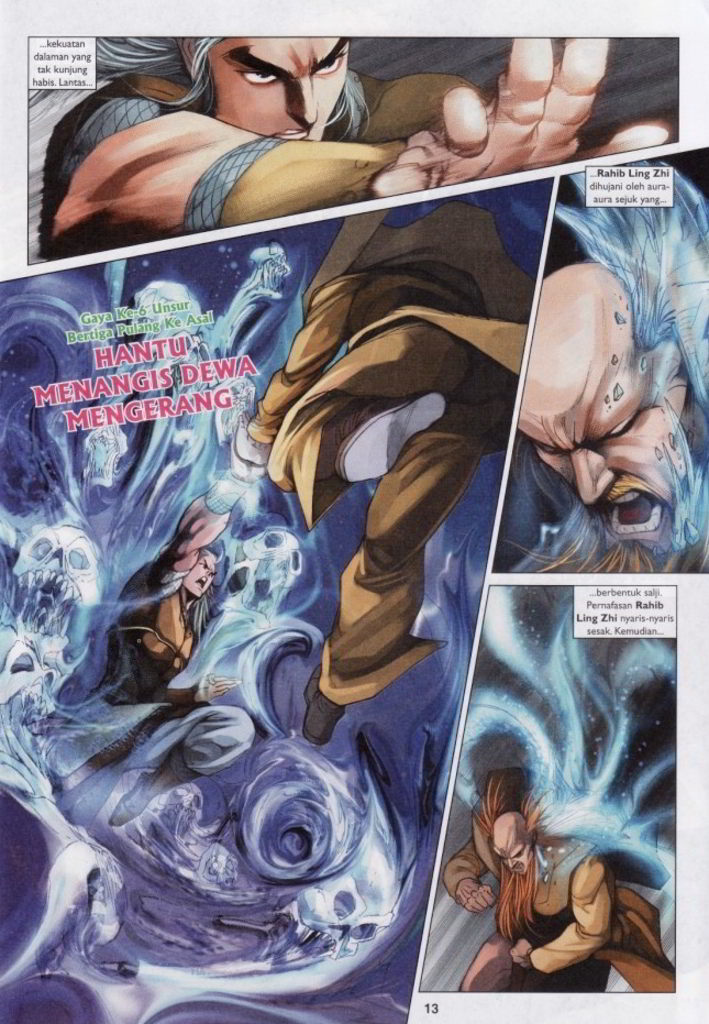 ...kekuatan
dalaman yang
tak kunjung
habis. Lantas...
...Rahib Ling Zhi
dihujani oleh aura-
aura sejuk yang...
Gaya Ke-6 Unsur
Bertiga Pulang Ke Asal
HANTU
MENANGIS DEWA
MENGERANG
...berbentuk salji.
Pernafasan Rahib
Ling Zhi nyaris-nyaris
sesak. Kemudian...
13